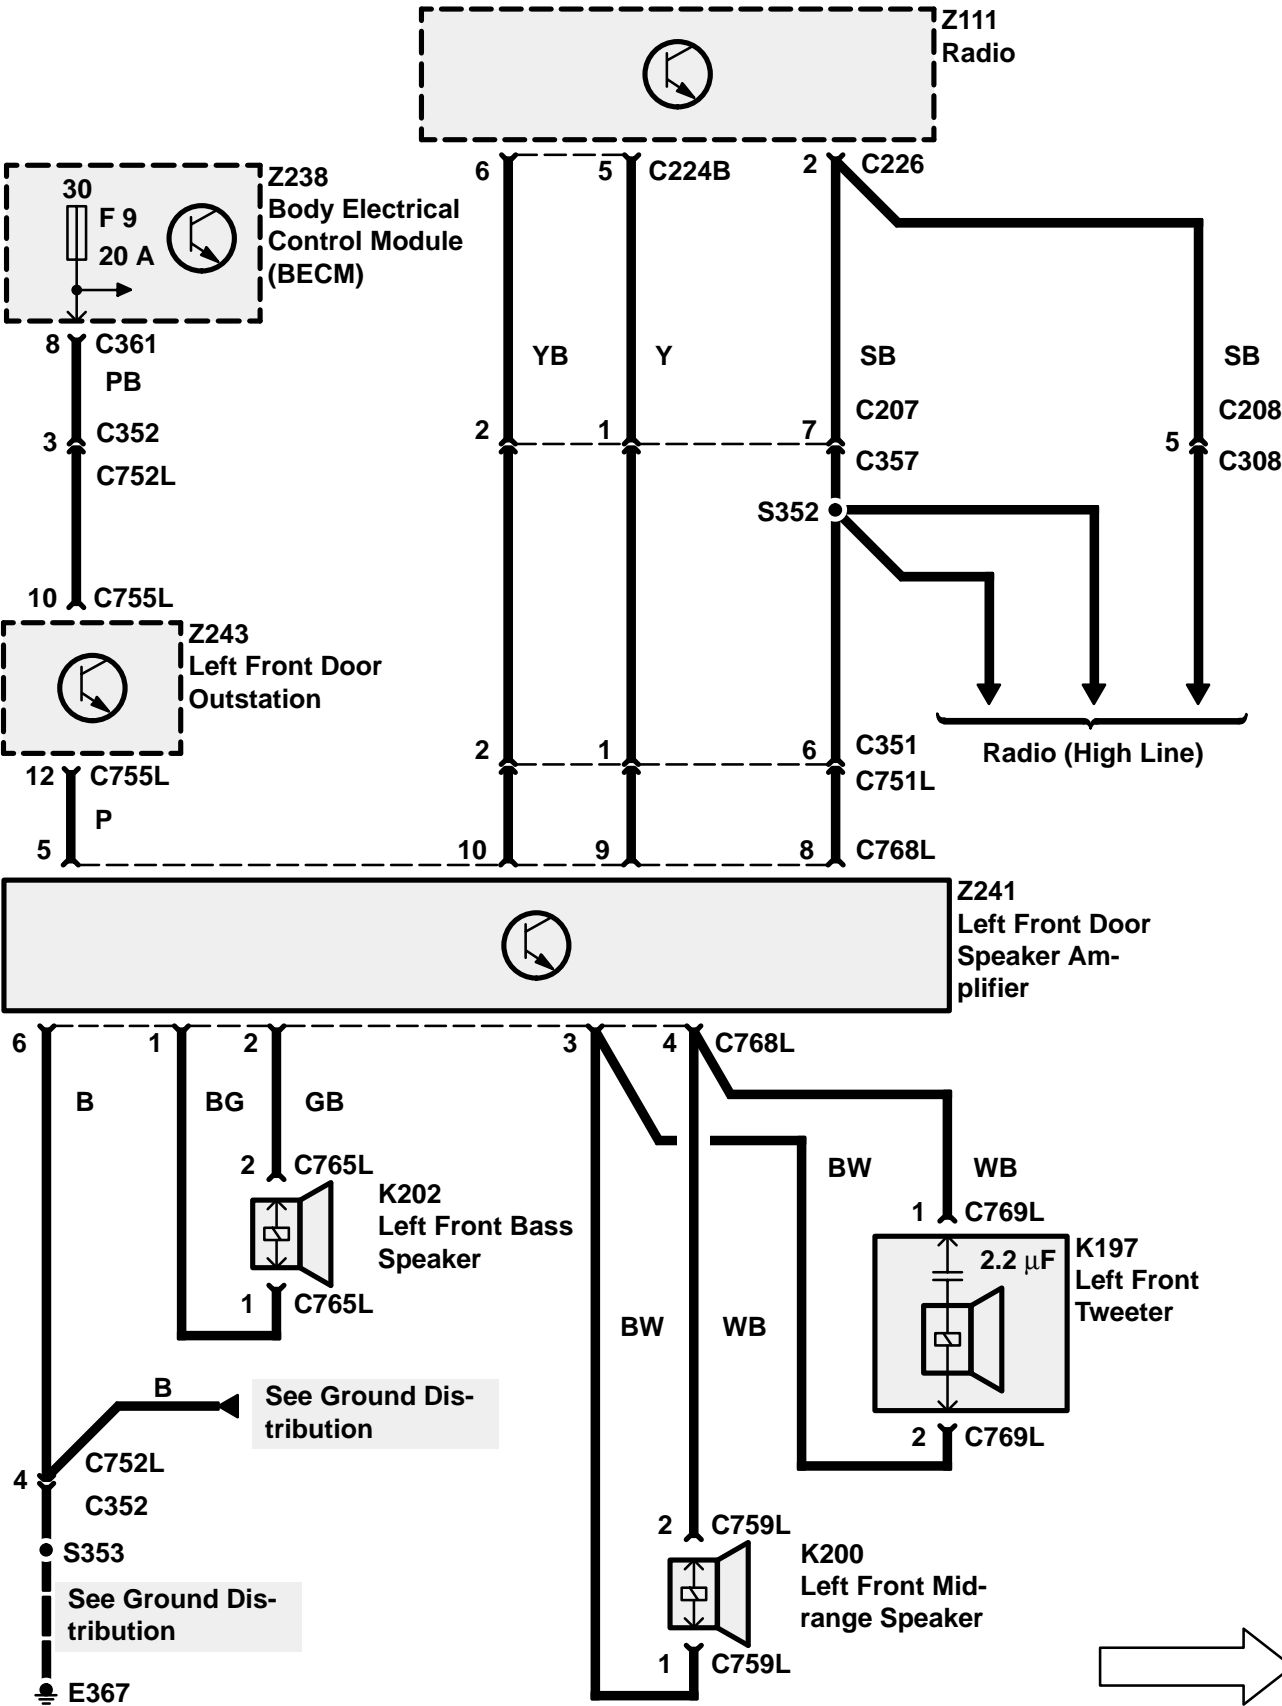 Z111
Radio
6
5
C224B
2
C226
Z238
Body Electrical
Control Module
(BECM)
30
F 9
20 A
8
C361
PB
YB
Y
SB
SB
3
C352
C752L
2
1
7
C207
C357
5
C208
C308
S352
10
C755L
Z243
Left Front Door
Outstation
Radio (High Line)
12
C755L
P
2
1
6
C351
C751L
5
10
9
8
C768L
Z241
Left Front Door
Speaker Am-
plifier
6
1
2
3
4
C768L
B
BG
GB
BW
WB
2
C765L
K202
Left Front Bass
Speaker
1
C765L
1
C769L
2.2 μF
K197
Left Front
Tweeter
BW
WB
2
C769L
B
See Ground Dis-
tribution
4
C752L
C352
S353
See Ground Dis-
tribution
E367
2
C759L
K200
Left Front Mid-
range Speaker
1
C759L